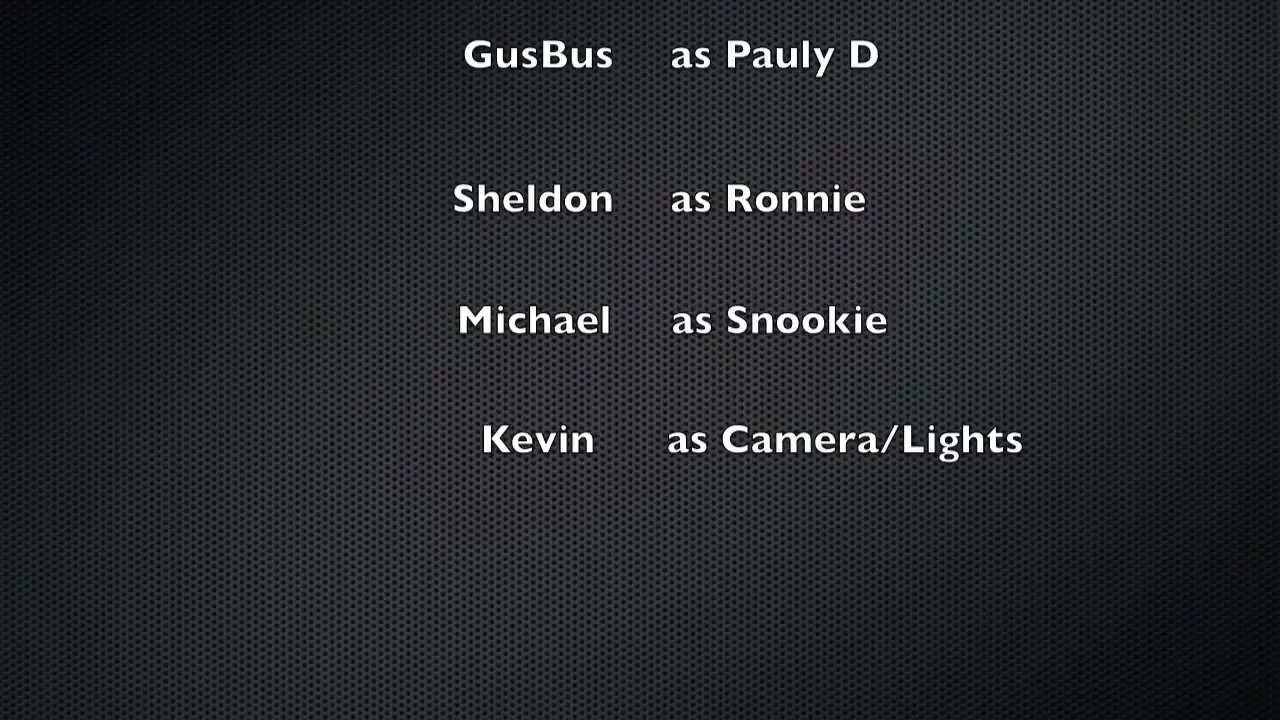 GusBus as Pauly D
Sheldon as Ronnie
Michael as Snookie
Kevin as Camera/Lights